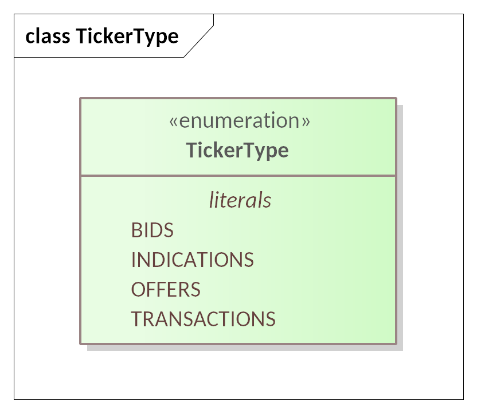 class TickerType
«enumeration»
TickerType
literals
BIDS
INDICATIONS
OFFERS
TRANSACTIONS